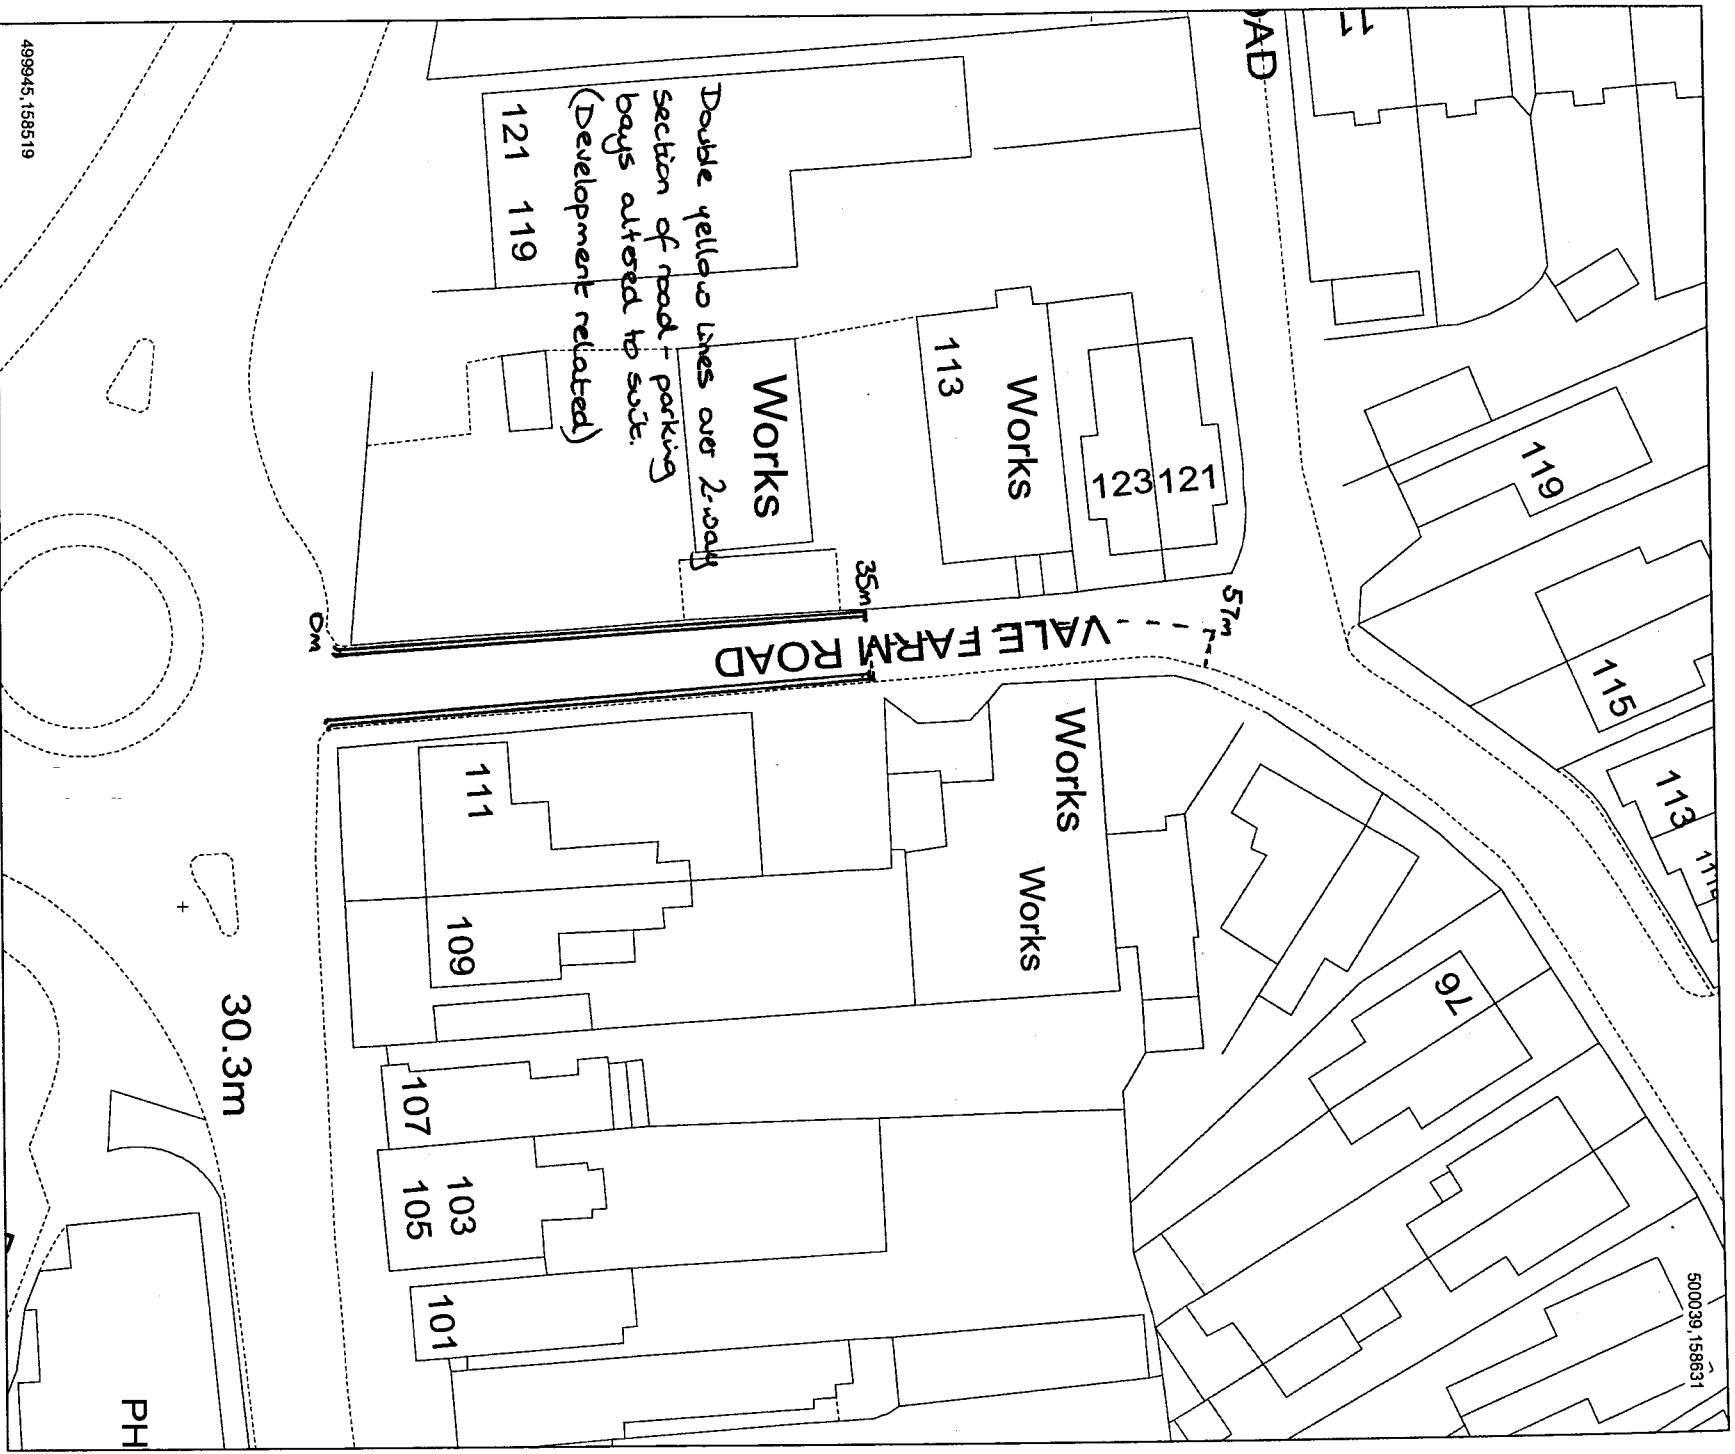 499945,158519
500039,158631
Double yellow lines over 2-way
section of road - parking
bays altered to suit.
(Development related)
121 119
Works
113
Works
123 121
OAD
11
119
115
113
VALE FARM ROAD
0m
35m
57m
Works
Works
111
109
107
103
105
101
76
30.3m
PH